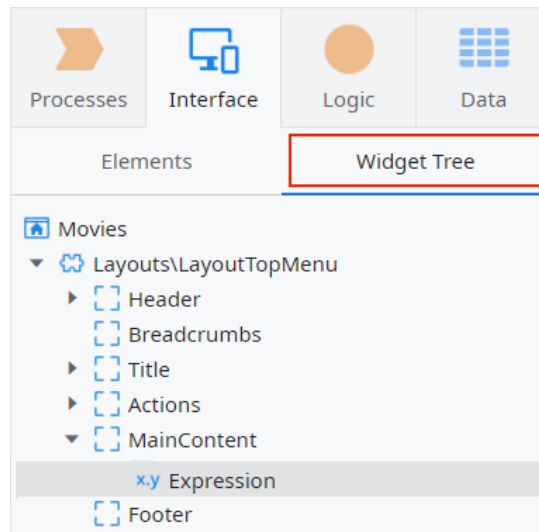 Processes Interface Logic Data
Elements Widget Tree
Movies
Layouts\LayoutTopMenu
Header
Breadcrumbs
Title
Actions
MainContent
x.y Expression
Footer